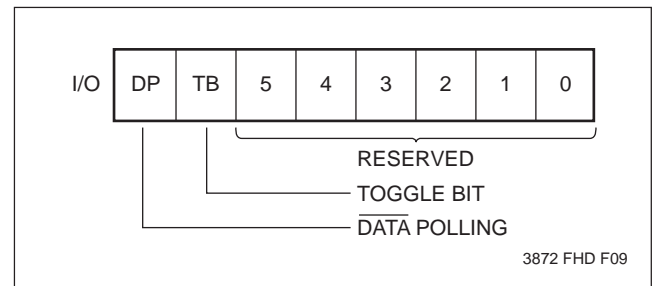 I/O DP TB 5 4 3 2 1 0
RESERVED
TOGGLE BIT
DATA POLLING
3872 FHD F09